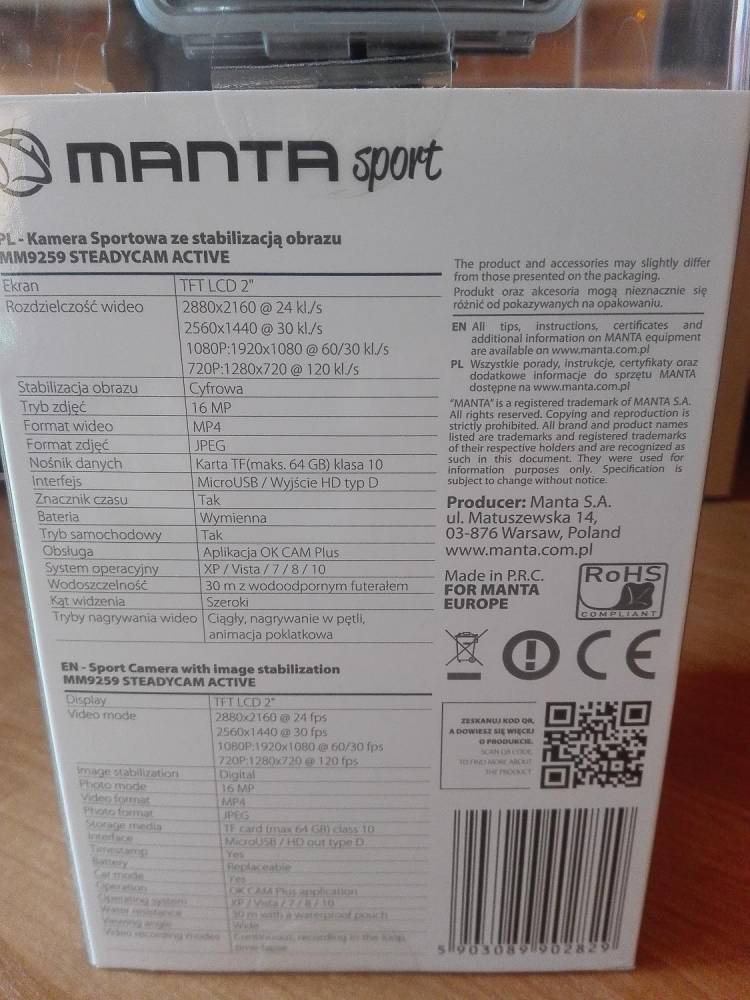 MANTA sport
PL - Kamera Sportowa ze stabilizacją obrazu
MM9259 STEADYCAM ACTIVE
Ekran TFT LCD 2"
Rozdzielczość wideo 2880x2160 @ 24 kl./s
2560x1440 @ 30 kl./s
1080P:1920x1080 @ 60/30 kl./s
720P:1280x720 @ 120 kl./s
Stabilizacja obrazu Cyfrowa
Tryb zdjęć 16 MP
Format wideo MP4
Format zdjęć JPEG
Nośnik danych Karta TF(maks. 64 GB) klasa 10
Interfejs MicroUSB / Wyjście HD typ D
Znacznik czasu Tak
Bateria Wymienna
Tryb samochodowy Tak
Obsługa Aplikacja OK CAM Plus
System operacyjny XP / Vista / 7 / 8 / 10
Wodoszczelność 30 m z wodoodpornym futerałem
Kąt widzenia Szeroki
Tryby nagrywania wideo Ciągły, nagrywanie w pętli,
animacja poklatkowa
EN - Sport Camera with image stabilization
MM9259 STEADYCAM ACTIVE
Display TFT LCD 2"
Video mode 2880x2160 @ 24 fps
2560x1440 @ 30 fps
1080P:1920x1080 @ 60/30 fps
720P:1280x720 @ 120 fps
Image stabilization Digital
Photo mode 16 MP
Video format MP4
Photo format JPEG
Storage media TF card (max 64 GB) class 10
Interface MicroUSB / HD out type D
Timestamp Yes
Battery Replaceable
Car mode Yes
Operation OK CAM Plus application
Operating system XP / Vista / 7 / 8 / 10
Water resistance 30 m with a waterproof pouch
Viewing angle Wide
Video recording modes Continuous, recording in the loop,
time lapse
The product and accessories may slightly differ
from those presented on the packaging.
Produkt oraz akcesoria mogą nieznacznie się
różnić od pokazywanych na opakowaniu.
EN All tips, instructions, certificates and
additional information on MANTA equipment
are available on www.manta.com.pl
PL Wszystkie porady, instrukcje, certyfikaty oraz
dodatkowe informacje do sprzętu MANTA
dostępne na www.manta.com.pl
"MANTA" is a registered trademark of MANTA S.A.
All rights reserved. Copying and reproduction is
strictly prohibited. All brand and product names
listed are trademarks and registered trademarks
of their respective holders and are recognized as
such in this document. They were used for
information purposes only. Specification is
subject to change without notice.
Producer: Manta S.A.
ul. Matuszewska 14,
03-876 Warsaw, Poland
www.manta.com.pl
Made in P.R.C.
FOR MANTA
EUROPE
RoHS
COMPLIANT
CE
ZESKANUJ KOD QR,
A DOWIESZ SIĘ WIĘCEJ
O PRODUKCIE.
SCAN QR CODE
TO FIND MORE ABOUT
THE PRODUCT
5 903089 902829